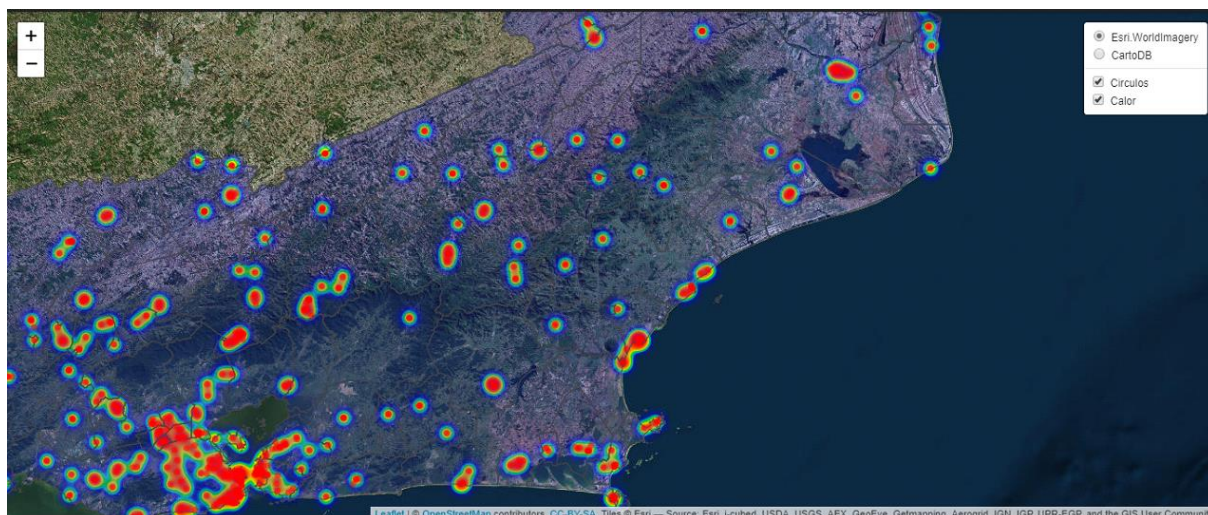 +
−
Esri.WorldImagery
CartoDB
Circulos
Calor
Leaflet | © OpenStreetMap contributors, CC-BY-SA, Tiles © Esri — Source: Esri, i-cubed, USDA, USGS, AEX, GeoEye, Getmapping, Aerogrid, IGN, IGP, UPR-EGP, and the GIS User Communi